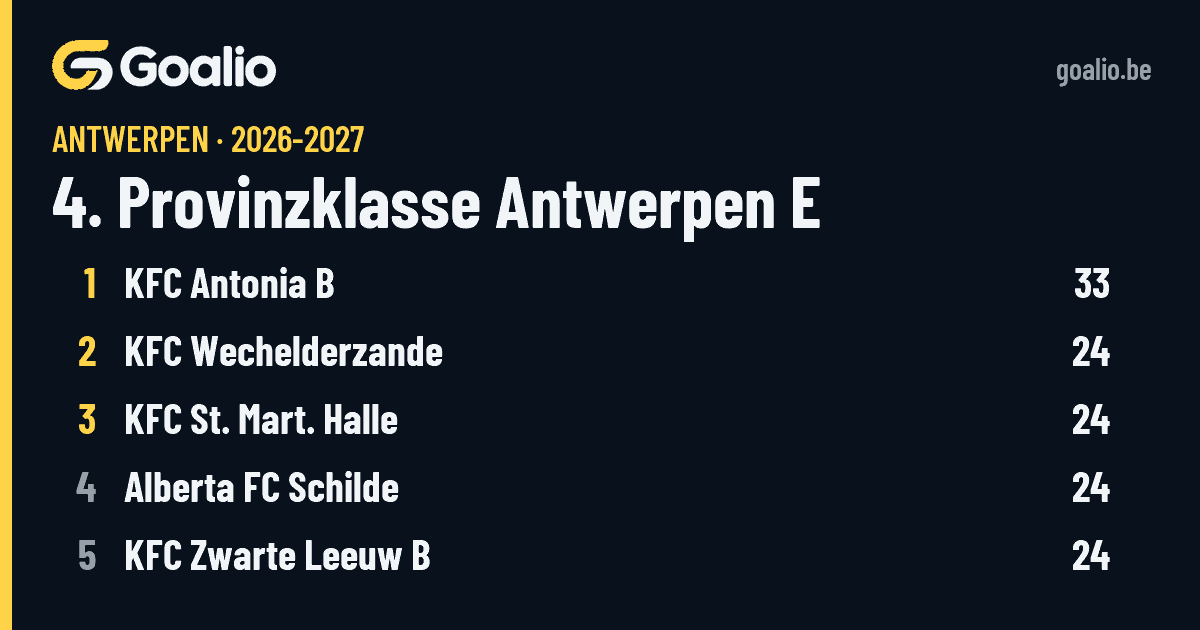 Goalio
goalio.be
ANTWERPEN · 2026-2027
4. Provinzklasse Antwerpen E
1 KFC Antonia B 33
2 KFC Wechelderzande 24
3 KFC St. Mart. Halle 24
4 Alberta FC Schilde 24
5 KFC Zwarte Leeuw B 24